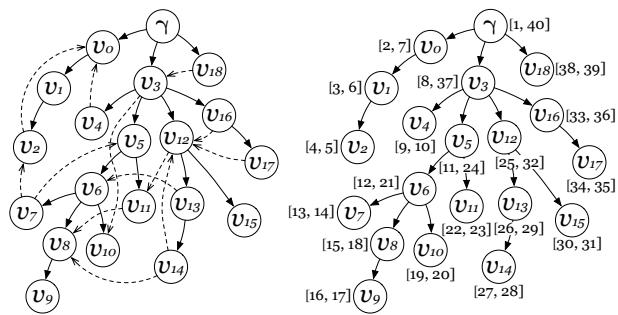 γ
v0
v18
v1
v3
v4
v16
v2
v5
v12
v17
v6
v7
v11
v13
v15
v8
v10
v14
v9
γ [1, 40]
[2, 7] v0
v18 [38, 39]
[3, 6] v1
[8, 37] v3
v4
v16 [33, 36]
[4, 5] v2
[9, 10] v5
v12
v17
[11, 24]
[25, 32]
[34, 35]
[12, 21] v6
[13, 14] v7
v11
v13
v15
[22, 23]
[26, 29]
[30, 31]
[15, 18] v8
v10
v14
[19, 20]
[27, 28]
[16, 17] v9